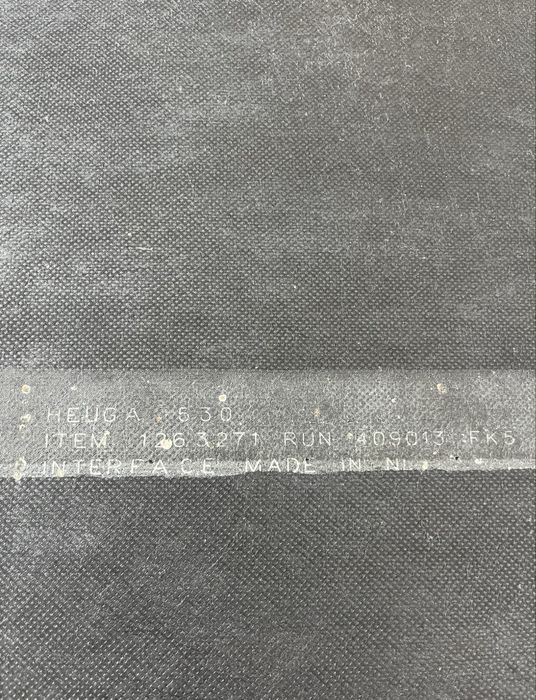 HEUGA 530
ITEM 1263271 RUN 409013 FK5
INTERFACE MADE IN NL